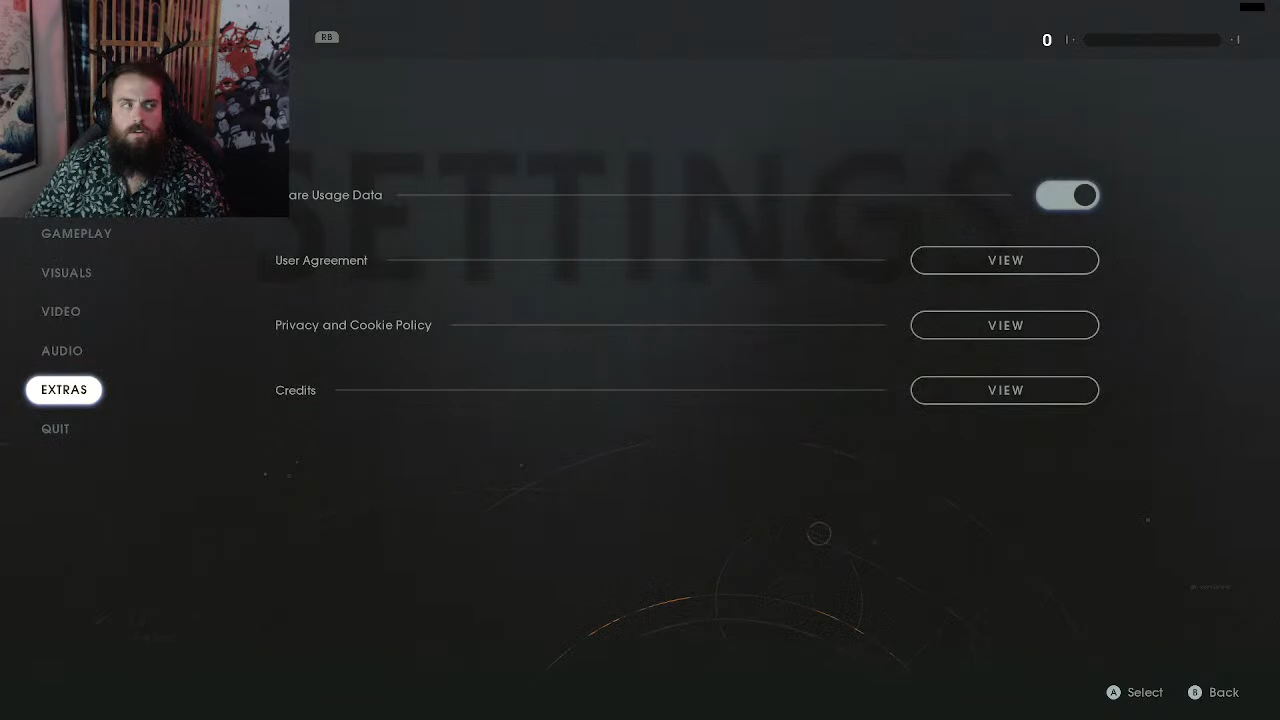 RB
0
SETTINGS
are Usage Data
GAMEPLAY
User Agreement
VIEW
VISUALS
VIDEO
Privacy and Cookie Policy
VIEW
AUDIO
EXTRAS
Credits
VIEW
QUIT
A Select
B Back